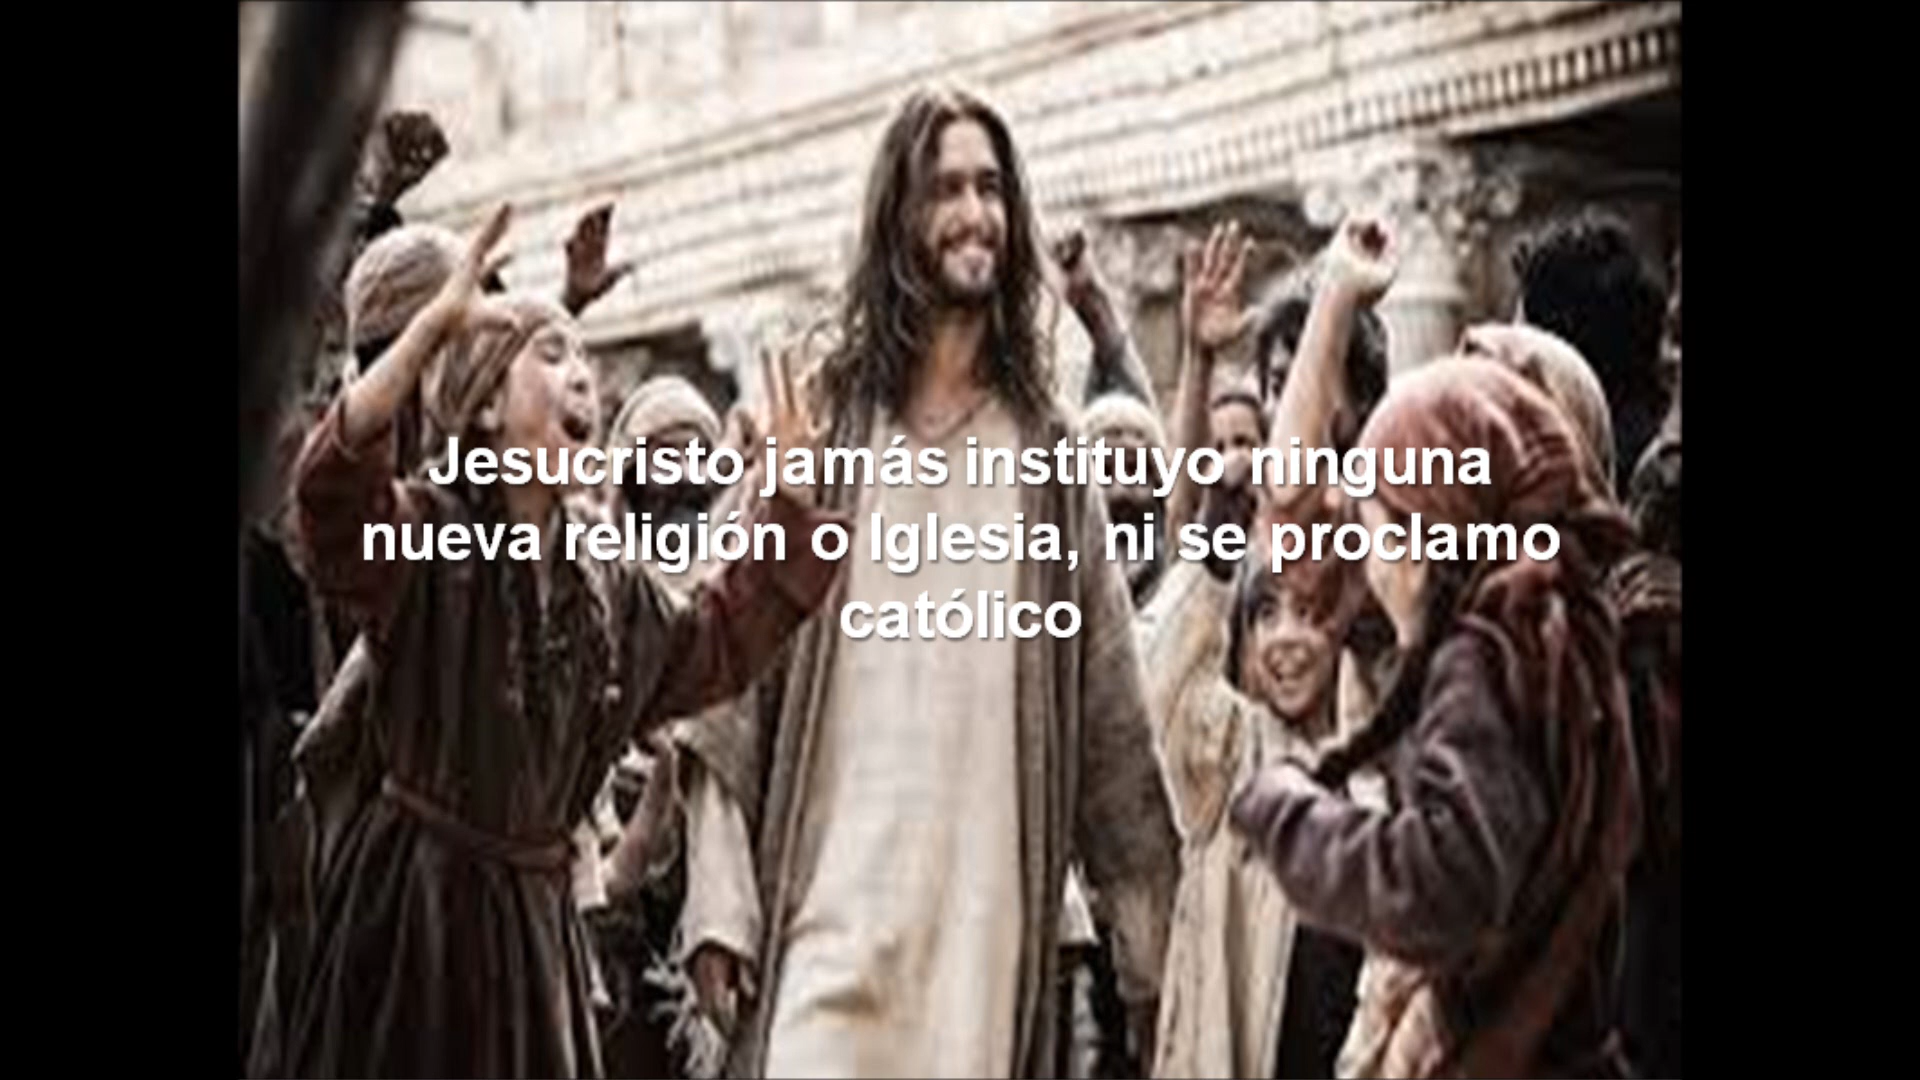 Jesucristo jamás instituyo ninguna
nueva religión o Iglesia, ni se proclamo
católico